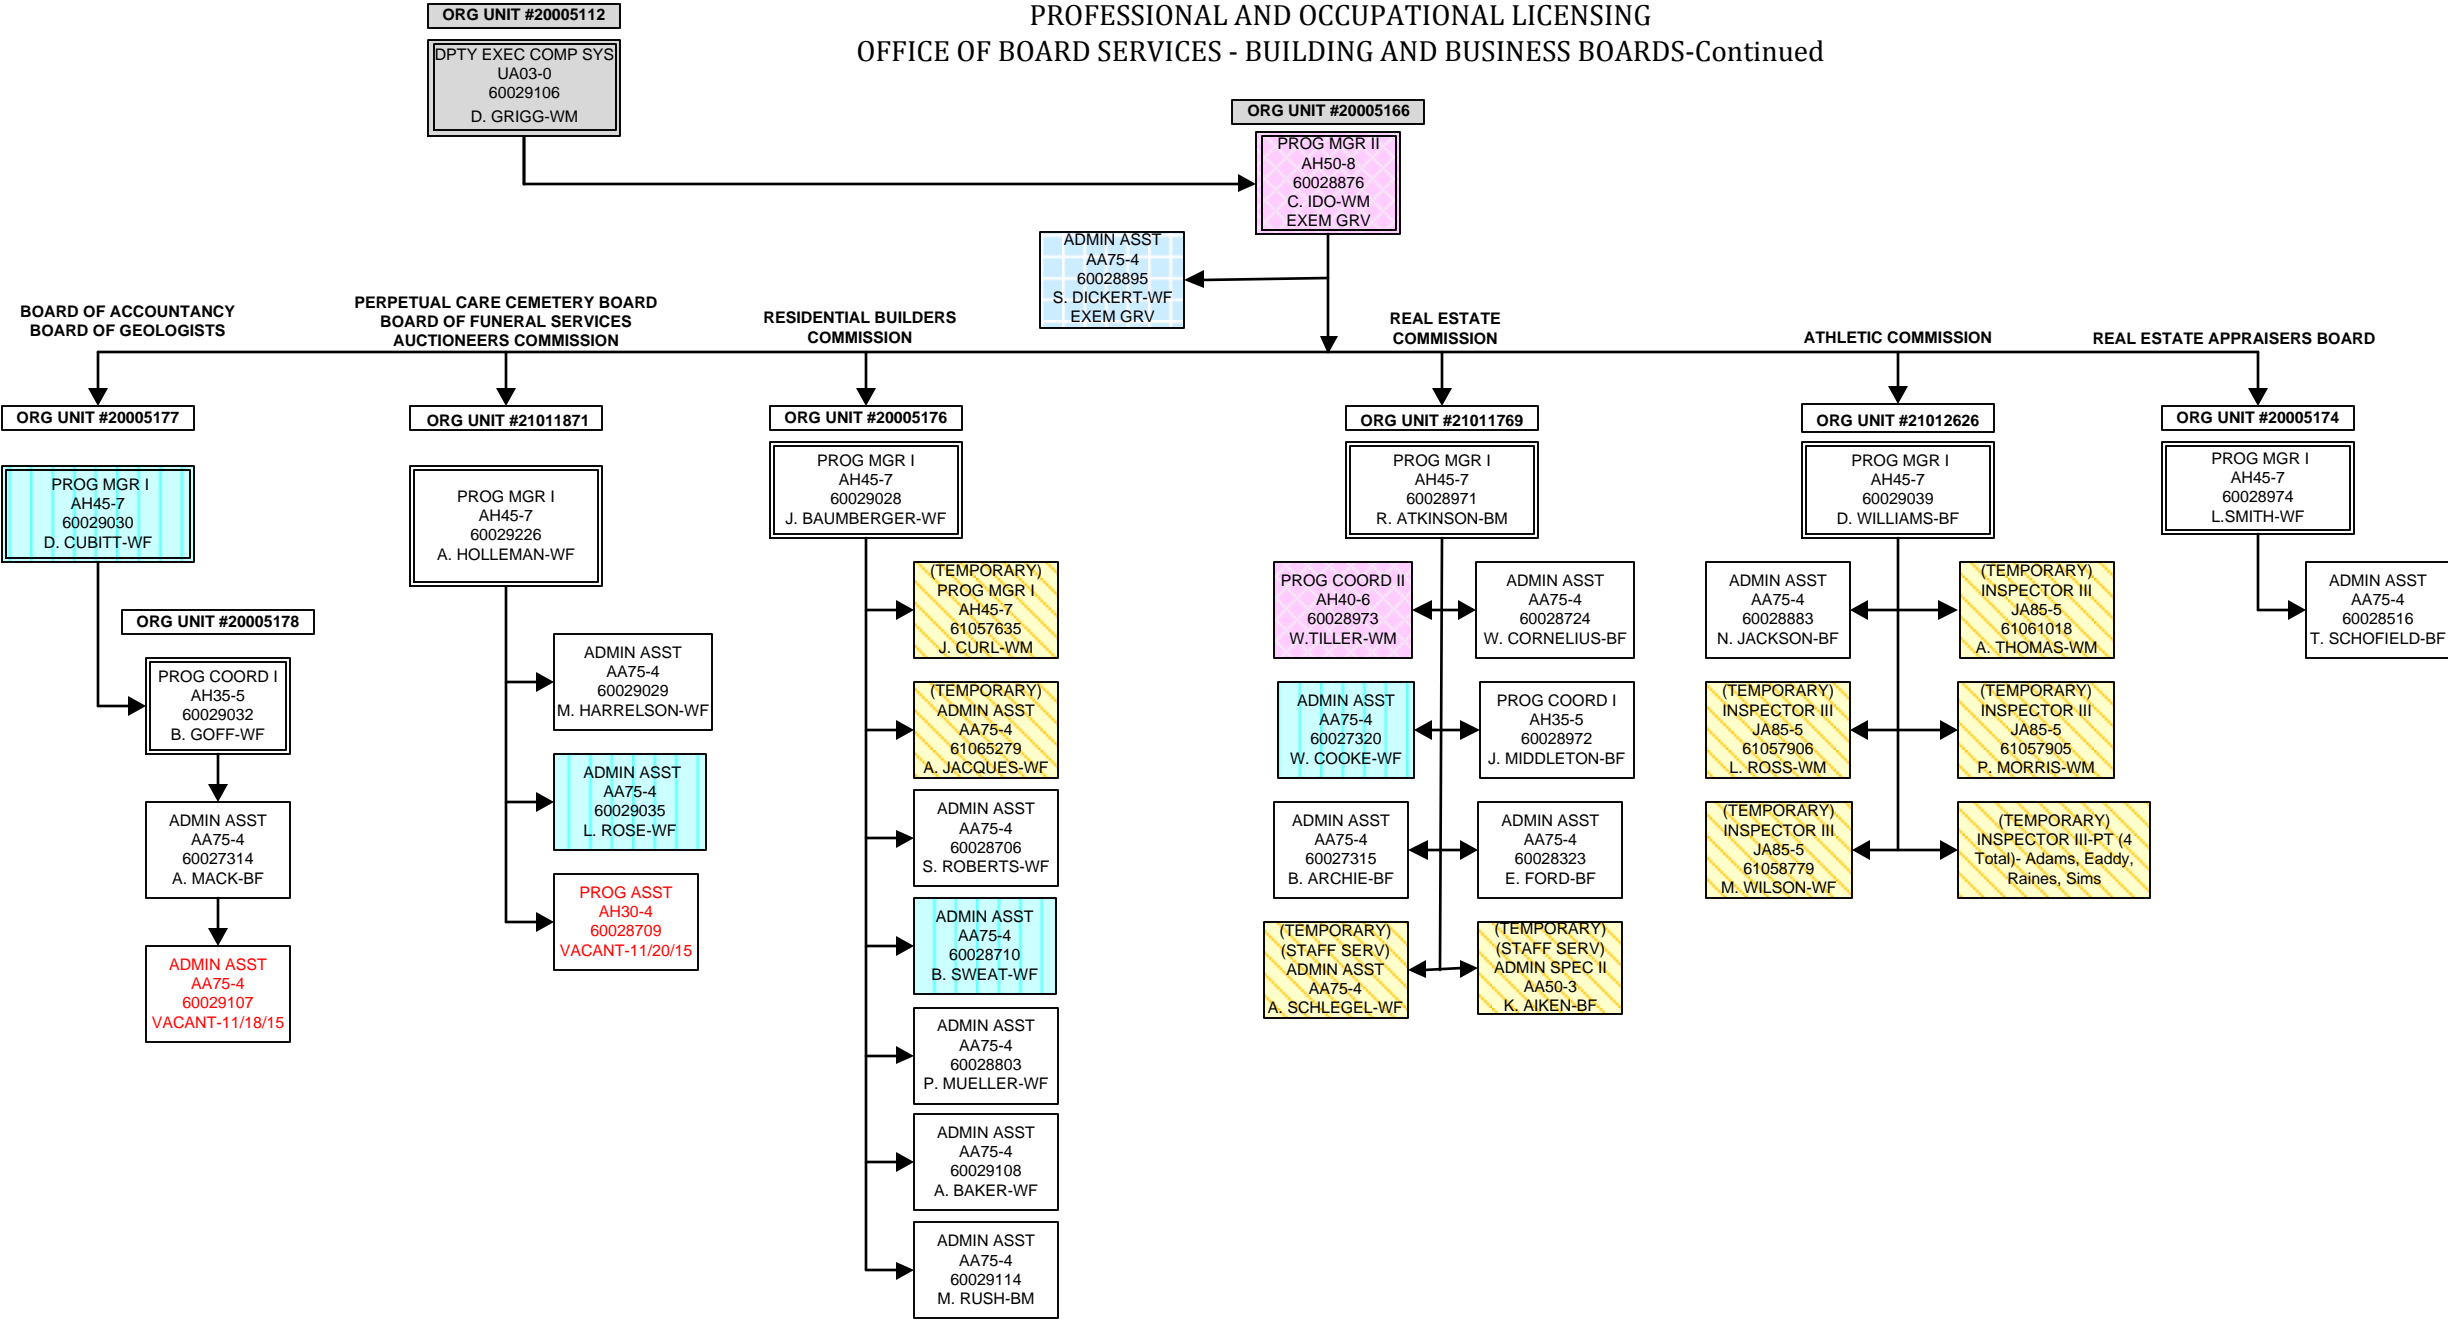 PROFESSIONAL AND OCCUPATIONAL LICENSING
OFFICE OF BOARD SERVICES - BUILDING AND BUSINESS BOARDS-Continued
ORG UNIT #20005112
DPTY EXEC COMP SYS
UA03-0
60029106
D. GRIGG-WM
ORG UNIT #20005166
PROG MGR II
AH50-8
60028876
C. IDO-WM
EXEM GRV
ADMIN ASST
AA75-4
60028895
S. DICKERT-WF
EXEM GRV
BOARD OF ACCOUNTANCY
BOARD OF GEOLOGISTS
ORG UNIT #20005177
PROG MGR I
AH45-7
60029030
D. CUBITT-WF
ORG UNIT #20005178
PROG COORD I
AH35-5
60029032
B. GOFF-WF
ADMIN ASST
AA75-4
60027314
A. MACK-BF
ADMIN ASST
AA75-4
60029107
VACANT-11/18/15
PERPETUAL CARE CEMETERY BOARD
BOARD OF FUNERAL SERVICES
AUCTIONEERS COMMISSION
ORG UNIT #21011871
PROG MGR I
AH45-7
60029226
A. HOLLEMAN-WF
ADMIN ASST
AA75-4
60029029
M. HARRELSON-WF
ADMIN ASST
AA75-4
60029035
L. ROSE-WF
PROG ASST
AH30-4
60028709
VACANT-11/20/15
RESIDENTIAL BUILDERS
COMMISSION
ORG UNIT #20005176
PROG MGR I
AH45-7
60029028
J. BAUMBERGER-WF
(TEMPORARY)
PROG MGR I
AH45-7
61057635
J. CURL-WM
(TEMPORARY)
ADMIN ASST
AA75-4
61065279
A. JACQUES-WF
ADMIN ASST
AA75-4
60028706
S. ROBERTS-WF
ADMIN ASST
AA75-4
60028710
B. SWEAT-WF
ADMIN ASST
AA75-4
60028803
P. MUELLER-WF
ADMIN ASST
AA75-4
60029108
A. BAKER-WF
ADMIN ASST
AA75-4
60029114
M. RUSH-BM
REAL ESTATE
COMMISSION
ORG UNIT #21011769
PROG MGR I
AH45-7
60028971
R. ATKINSON-BM
PROG COORD II
AH40-6
60028973
W.TILLER-WM
ADMIN ASST
AA75-4
60028724
W. CORNELIUS-BF
ADMIN ASST
AA75-4
60027320
W. COOKE-WF
PROG COORD I
AH35-5
60028972
J. MIDDLETON-BF
ADMIN ASST
AA75-4
60027315
B. ARCHIE-BF
ADMIN ASST
AA75-4
60028323
E. FORD-BF
(TEMPORARY)
(STAFF SERV)
ADMIN ASST
AA75-4
A. SCHLEGEL-WF
(TEMPORARY)
(STAFF SERV)
ADMIN SPEC II
AA50-3
K. AIKEN-BF
ATHLETIC COMMISSION
ORG UNIT #21012626
PROG MGR I
AH45-7
60029039
D. WILLIAMS-BF
ADMIN ASST
AA75-4
60028883
N. JACKSON-BF
(TEMPORARY)
INSPECTOR III
JA85-5
61061018
A. THOMAS-WM
(TEMPORARY)
INSPECTOR III
JA85-5
61057906
L. ROSS-WM
(TEMPORARY)
INSPECTOR III
JA85-5
61057905
P. MORRIS-WM
(TEMPORARY)
INSPECTOR III
JA85-5
61058779
M. WILSON-WF
(TEMPORARY)
INSPECTOR III-PT (4
Total)- Adams, Eaddy,
Raines, Sims
REAL ESTATE APPRAISERS BOARD
ORG UNIT #20005174
PROG MGR I
AH45-7
60028974
L.SMITH-WF
ADMIN ASST
AA75-4
60028516
T. SCHOFIELD-BF